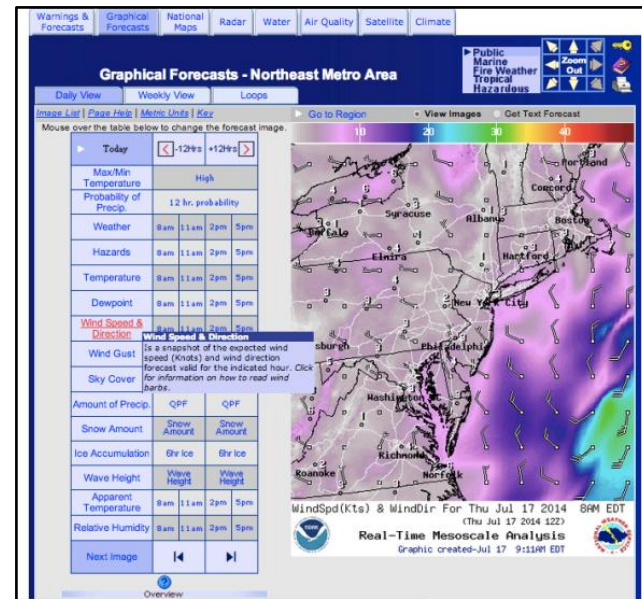 Warnings & Forecasts
Graphical Forecasts
National Maps
Radar
Water
Air Quality
Satellite
Climate
Graphical Forecasts - Northeast Metro Area
Public
Marine
Fire Weather
Tropical
Hazardous
Zoom Out
Daily View
Weekly View
Loops
Image List | Page Help | Metric Units | Key
Go to Region
View Images
Get Text Forecast
Mouse over the table below to change the forecast image.
10 20 30 40
Today
-12Hrs +12Hrs
Max/Min Temperature
High
Probability of Precip.
12 hr. probability
Weather
8am 11am 2pm 5pm
Hazards
8am 11am 2pm 5pm
Temperature
8am 11am 2pm 5pm
Dewpoint
8am 11am 2pm 5pm
Wind Speed & Direction
8am 11am 2pm 5pm
Wind Speed & Direction
Is a snapshot of the expected wind
speed (Knots) and wind direction
forecast valid for the indicated hour. Click
for information on how to read wind
barbs.
Wind Gust
Sky Cover
Amount of Precip.
QPF QPF
Snow Amount
Snow Amount
Snow Amount
Ice Accumulation
6hr Ice 6hr Ice
Wave Height
Wave Height
Wave Height
Apparent Temperature
8am 11am 2pm 5pm
Relative Humidity
8am 11am 2pm 5pm
Next Image
Overview
Portland
Concord
Syracuse
Albany
Boston
Buffalo
Elmira
Hartford
New York City
sburgh
Philadelphia
Washington DC
Richmond
Roanoke
Norfolk
WindSpd(Kts) & WindDir For Thu Jul 17 2014 8AM EDT
(Thu Jul 17 2014 12Z)
Real-Time Mesoscale Analysis
Graphic created-Jul 17 9:11AM EDT